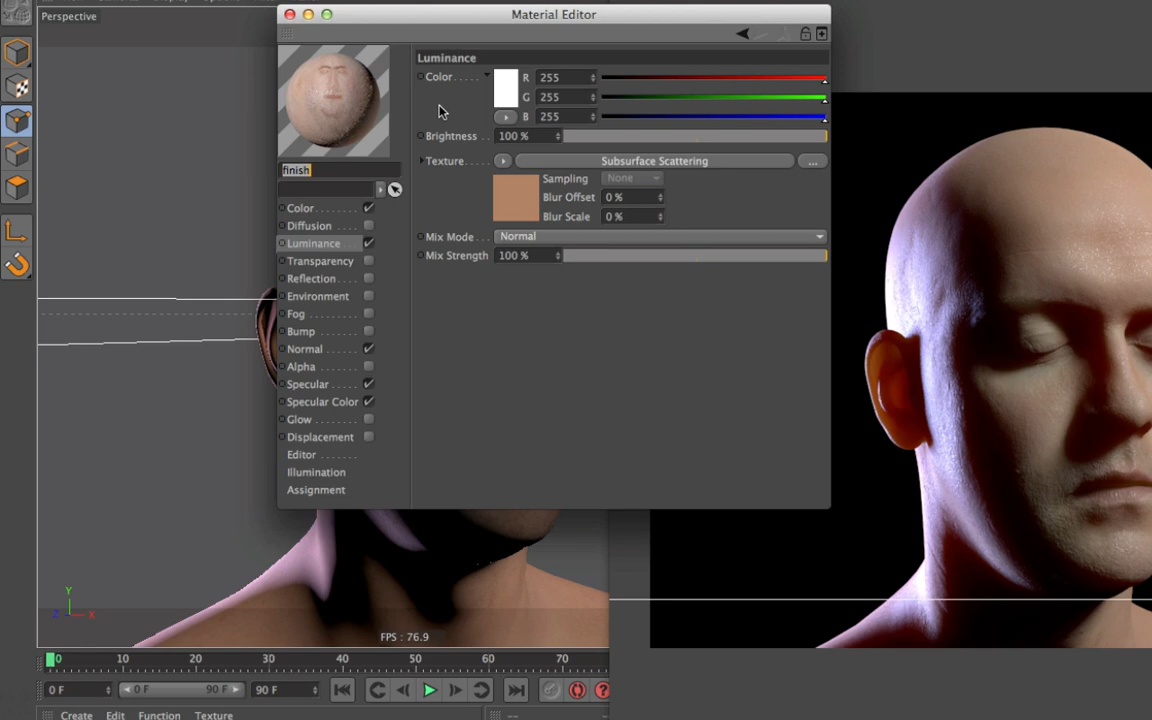 Perspective
Material Editor
Luminance
Color.....
R 255
G 255
B 255
Brightness .. 100 %
Texture..... Subsurface Scattering ...
Sampling None
Blur Offset 0 %
Blur Scale 0 %
Mix Mode... Normal
Mix Strength 100 %
finish
Color.......
Diffusion....
Luminance...
Transparency
Reflection...
Environment
Fog.........
Bump.......
Normal......
Alpha.......
Specular.....
Specular Color
Glow........
Displacement
Editor.......
Illumination
Assignment
Y
Z X
FPS : 76.9
0 10 20 30 40 50 60 70
0 F 0 F 90 F 90 F
Create Edit Function Texture
--